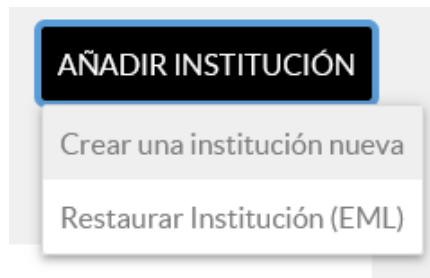 AÑADIR INSTITUCIÓN
Crear una institución nueva
Restaurar Institución (EML)